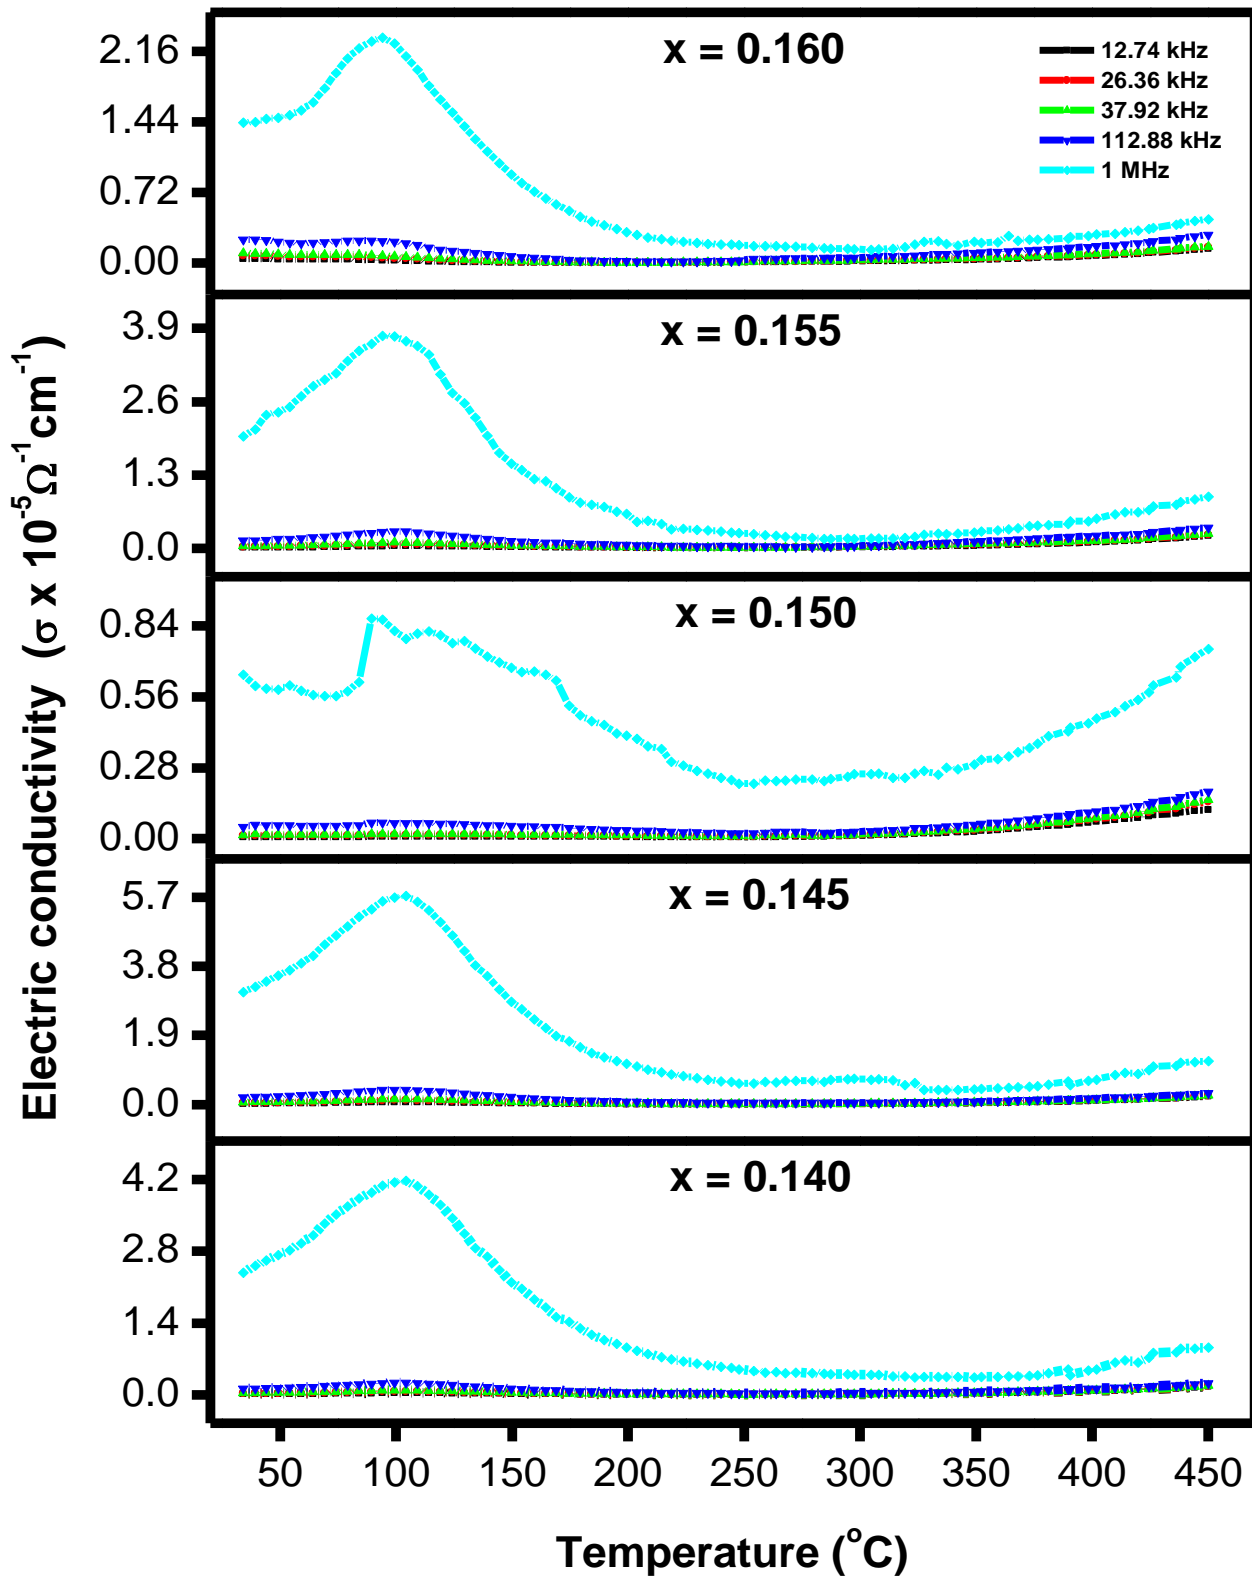 x = 0.160
12.74 kHz
26.36 kHz
37.92 kHz
112.88 kHz
1 MHz
2.16
1.44
0.72
0.00
x = 0.155
3.9
2.6
1.3
0.0
x = 0.150
0.84
0.56
0.28
0.00
x = 0.145
5.7
3.8
1.9
0.0
x = 0.140
4.2
2.8
1.4
0.0
50 100 150 200 250 300 350 400 450
Temperature (°C)
Electric conductivity (σ x 10⁻⁵Ω⁻¹cm⁻¹)